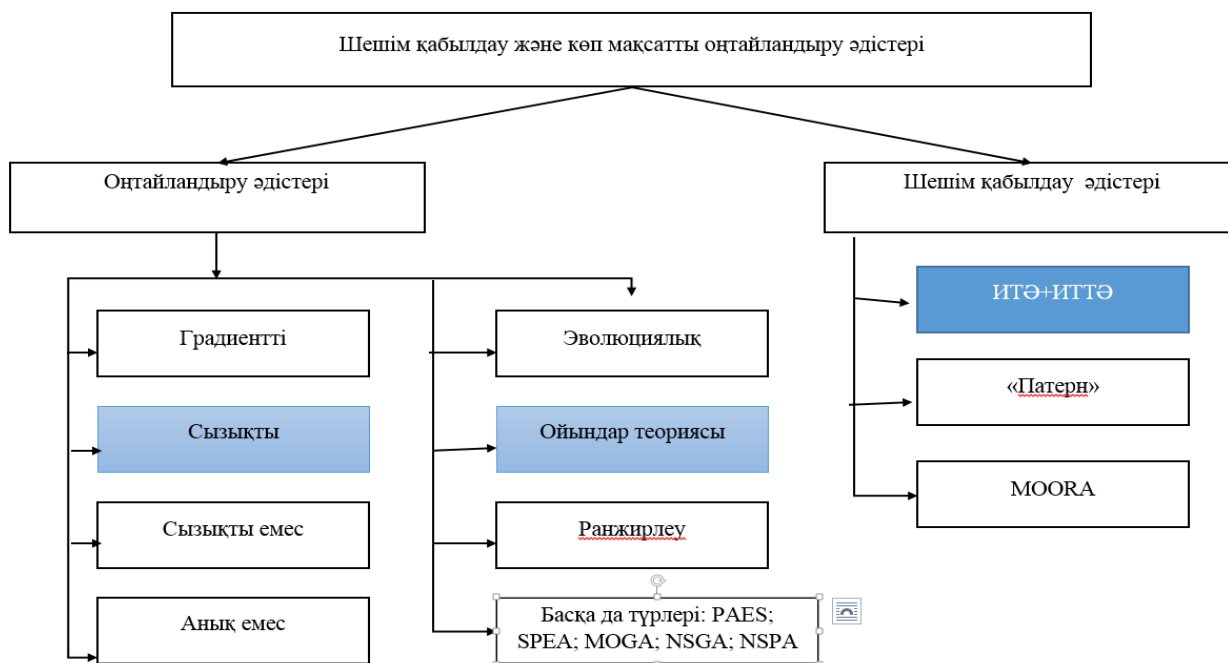 Шешім қабылдау және көп мақсатты оңтайландыру әдістері
Оңтайландыру әдістері
Шешім қабылдау әдістері
Градиентті
Сызықты
Сызықты емес
Анық емес
Эволюциялық
Ойындар теориясы
Ранжирлеу
Басқа да түрлері: PAES;
SPEA; MOGA; NSGA; NSPA
ИТӘ+ИТТӘ
«Патерн»
MOORA